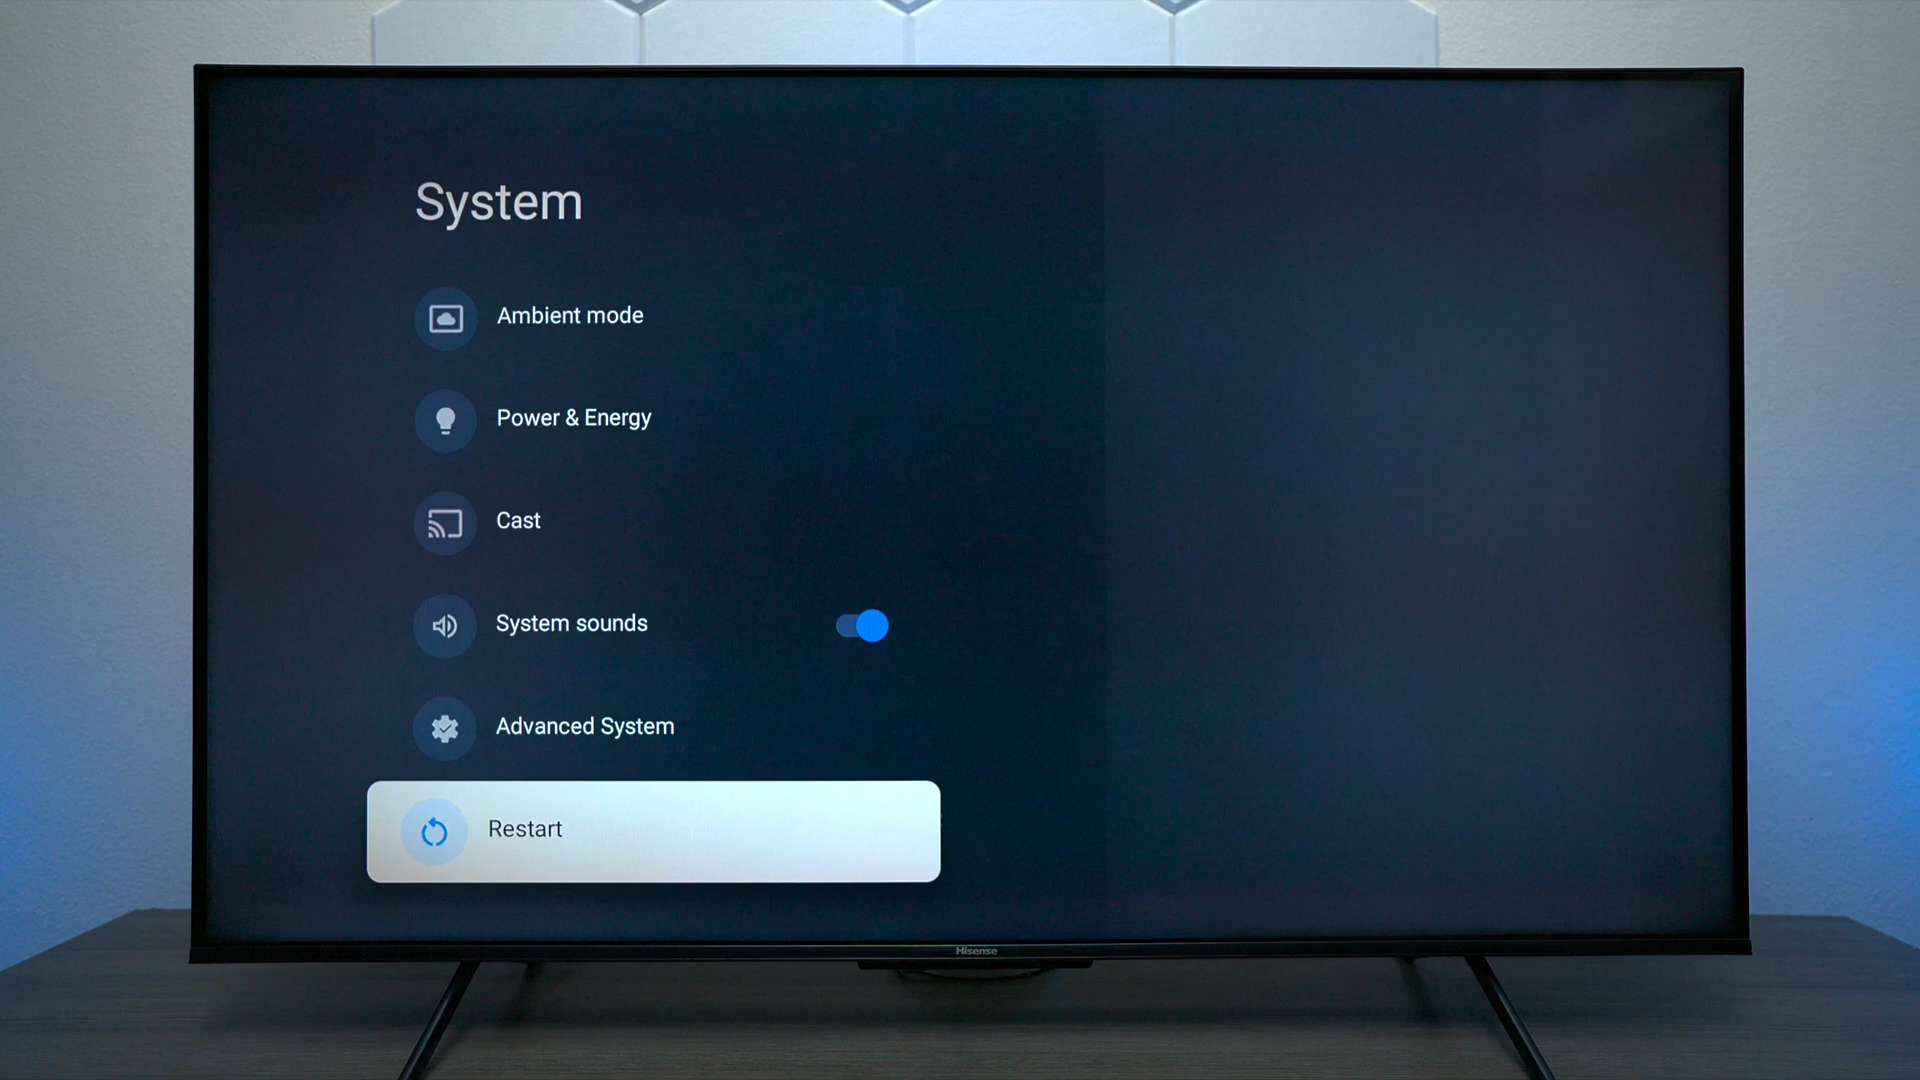 System
Ambient mode
Power & Energy
Cast
System sounds
Advanced System
Restart
Hisense